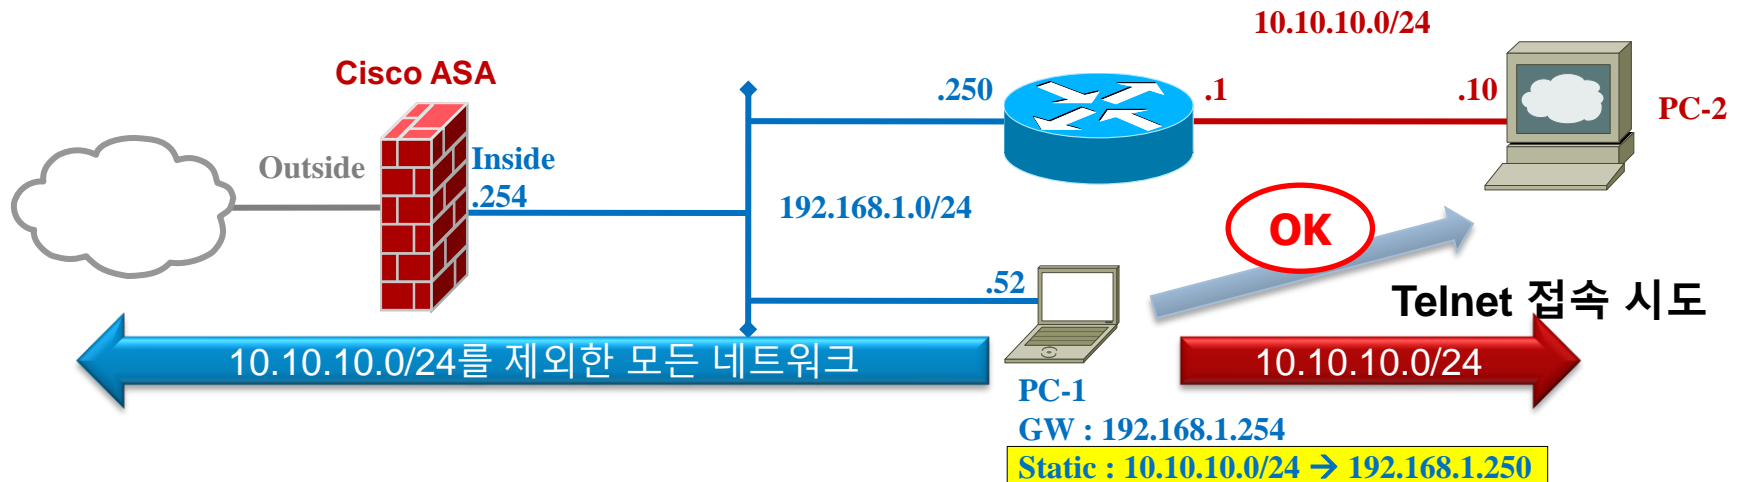 10.10.10.0/24
Cisco ASA
.250
.1
.10
PC-2
Outside
Inside
.254
192.168.1.0/24
OK
.52
Telnet 접속 시도
10.10.10.0/24를 제외한 모든 네트워크
10.10.10.0/24
PC-1
GW : 192.168.1.254
Static : 10.10.10.0/24 → 192.168.1.250